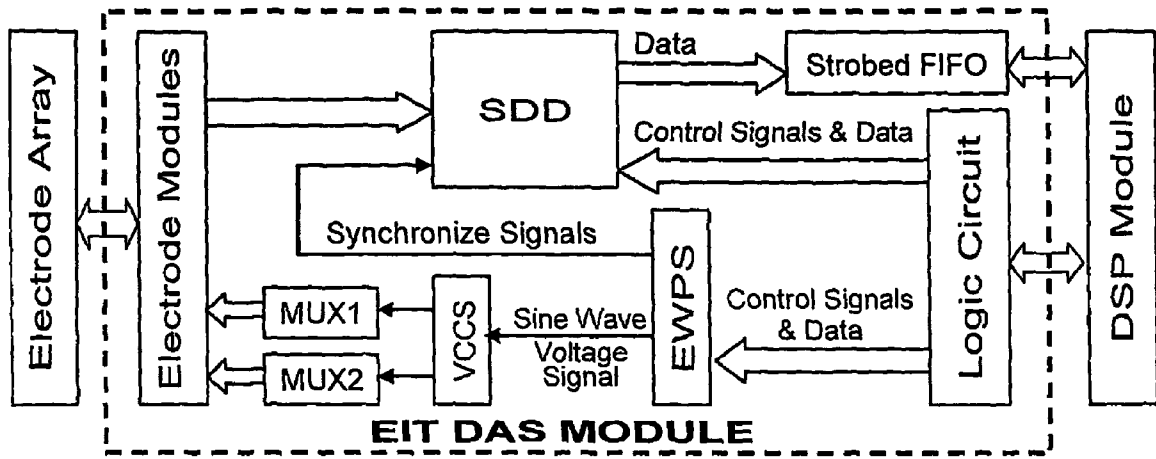 Electrode Array
Electrode Modules
SDD
Data
Strobed FIFO
Control Signals & Data
Logic Circuit
DSP Module
Synchronize Signals
EWPS
Control Signals
& Data
MUX1
MUX2
VCCS
Sine Wave
Voltage
Signal
EIT DAS MODULE